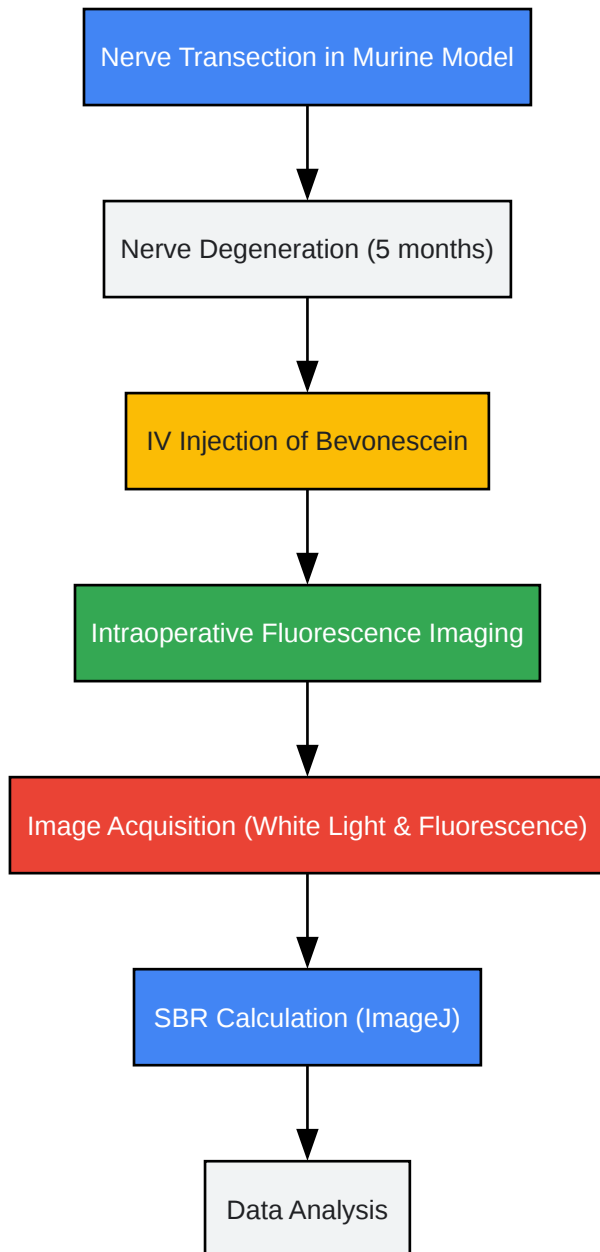 Nerve Transection in Murine Model
Nerve Degeneration (5 months)
IV Injection of Bevonescein
Intraoperative Fluorescence Imaging
Image Acquisition (White Light & Fluorescence)
SBR Calculation (ImageJ)
Data Analysis